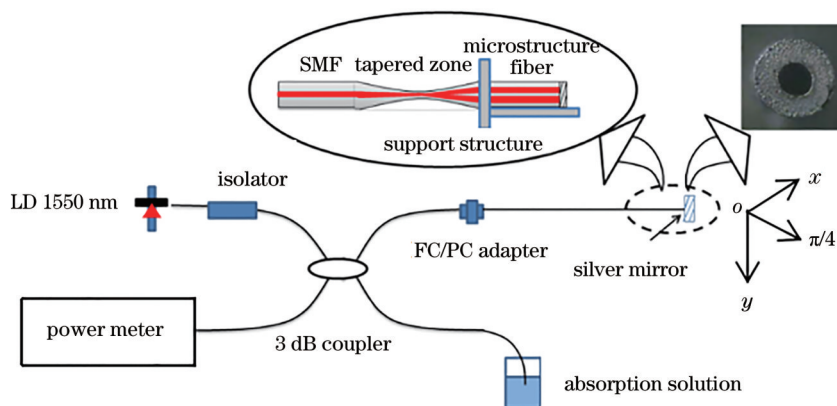 SMF tapered zone
microstructure
fiber
support structure
LD 1550 nm
isolator
FC/PC adapter
silver mirror
x
o
π/4
y
power meter
3 dB coupler
absorption solution